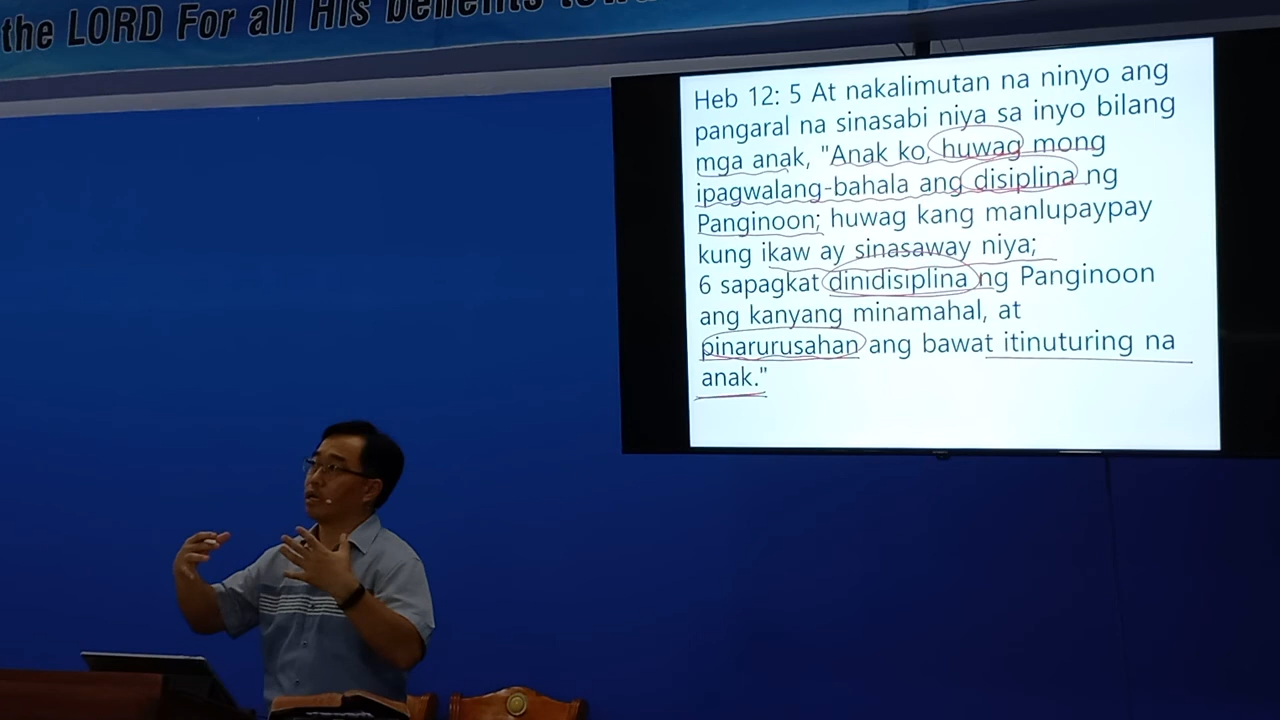 the LORD For all His benefits
Heb 12: 5 At nakalimutan na ninyo ang
pangaral na sinasabi niya sa inyo bilang
mga anak, "Anak ko, huwag mong
ipagwalang-bahala ang disiplina ng
Panginoon; huwag kang manlupaypay
kung ikaw ay sinasaway niya;
6 sapagkat dinidisiplina ng Panginoon
ang kanyang minamahal, at
pinarurusahan ang bawat itinuturing na
anak."